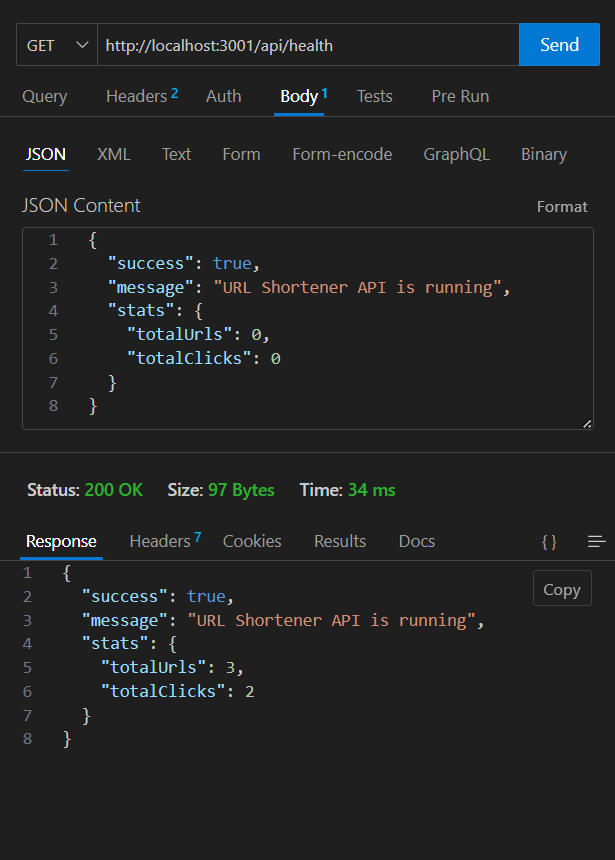 GET http://localhost:3001/api/health Send
Query Headers 2 Auth Body 1 Tests Pre Run
JSON XML Text Form Form-encode GraphQL Binary
JSON Content Format
1 {
2 "success": true,
3 "message": "URL Shortener API is running",
4 "stats": {
5 "totalUrls": 0,
6 "totalClicks": 0
7 }
8 }
Status: 200 OK Size: 97 Bytes Time: 34 ms
Response Headers 7 Cookies Results Docs { }
Copy
1 {
2 "success": true,
3 "message": "URL Shortener API is running",
4 "stats": {
5 "totalUrls": 3,
6 "totalClicks": 2
7 }
8 }